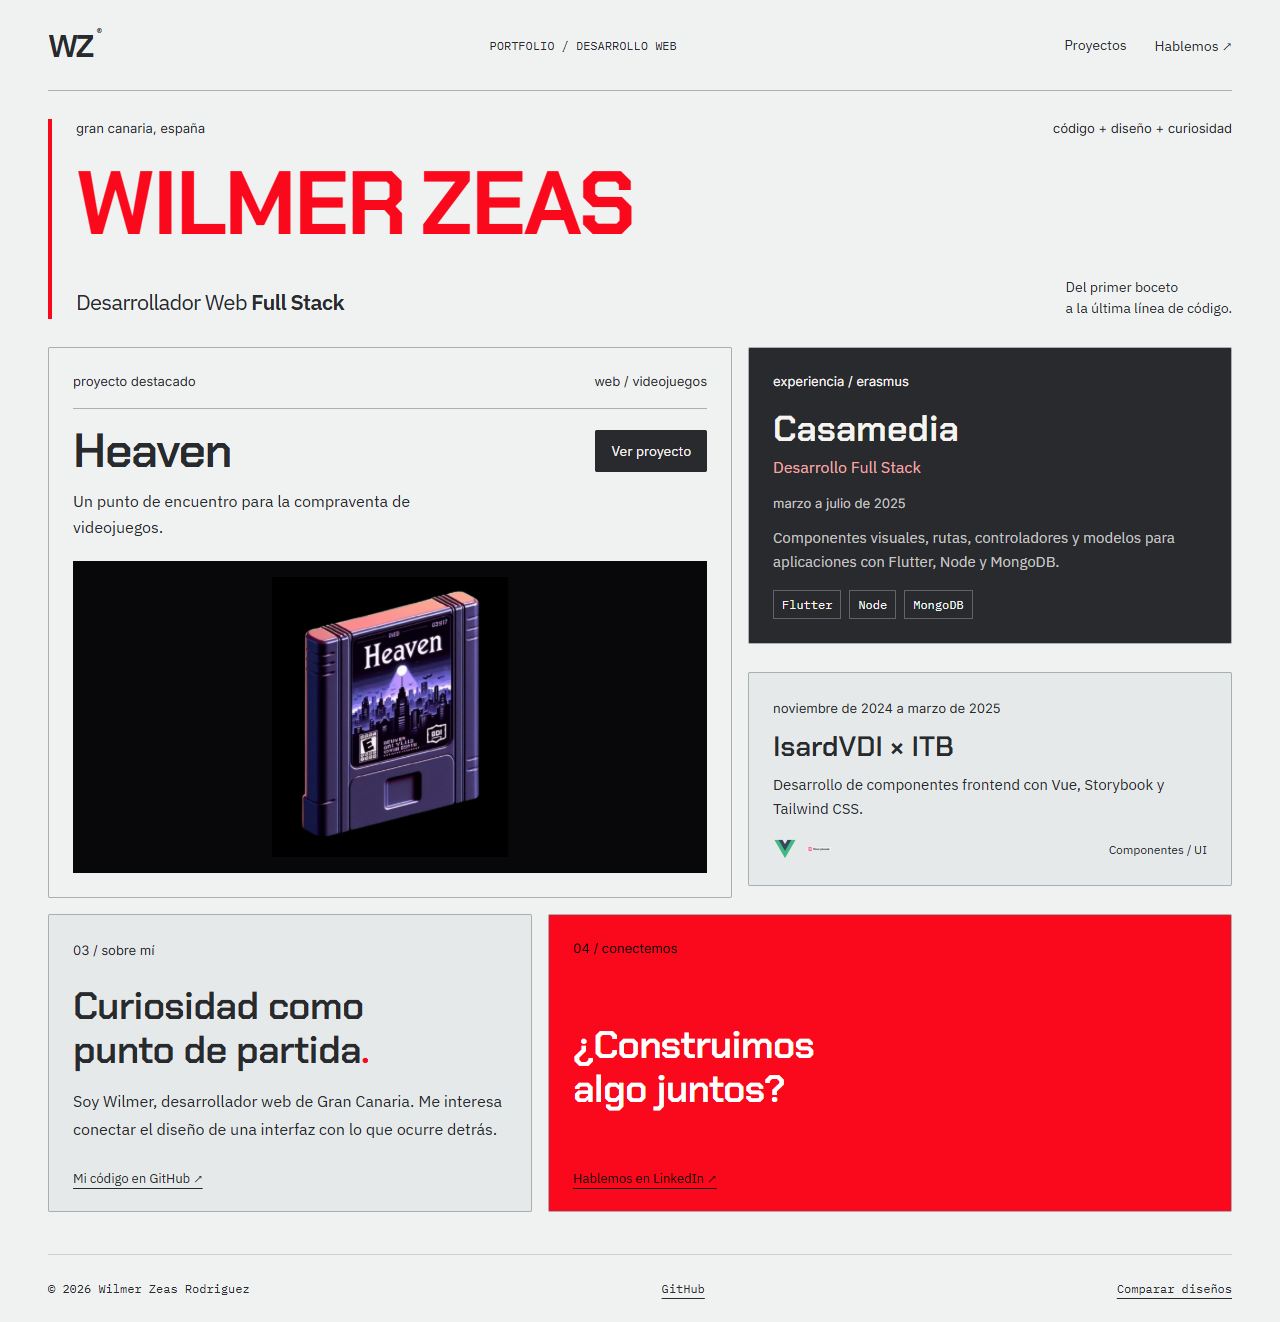 WZ®
PORTFOLIO / DESARROLLO WEB
Proyectos
Hablemos ↗
gran canaria, españa
código + diseño + curiosidad
WILMER ZEAS
Desarrollador Web Full Stack
Del primer boceto
a la última línea de código.
proyecto destacado
web / videojuegos
Heaven
Ver proyecto
Un punto de encuentro para la compraventa de
videojuegos.
Heaven
experiencia / erasmus
Casamedia
Desarrollo Full Stack
marzo a julio de 2025
Componentes visuales, rutas, controladores y modelos para
aplicaciones con Flutter, Node y MongoDB.
Flutter
Node
MongoDB
noviembre de 2024 a marzo de 2025
IsardVDI × ITB
Desarrollo de componentes frontend con Vue, Storybook y
Tailwind CSS.
Componentes / UI
03 / sobre mí
Curiosidad como
punto de partida.
Soy Wilmer, desarrollador web de Gran Canaria. Me interesa
conectar el diseño de una interfaz con lo que ocurre detrás.
Mi código en GitHub ↗
04 / conectemos
¿Construimos
algo juntos?
Hablemos en LinkedIn ↗
© 2026 Wilmer Zeas Rodriguez
GitHub
Comparar diseños